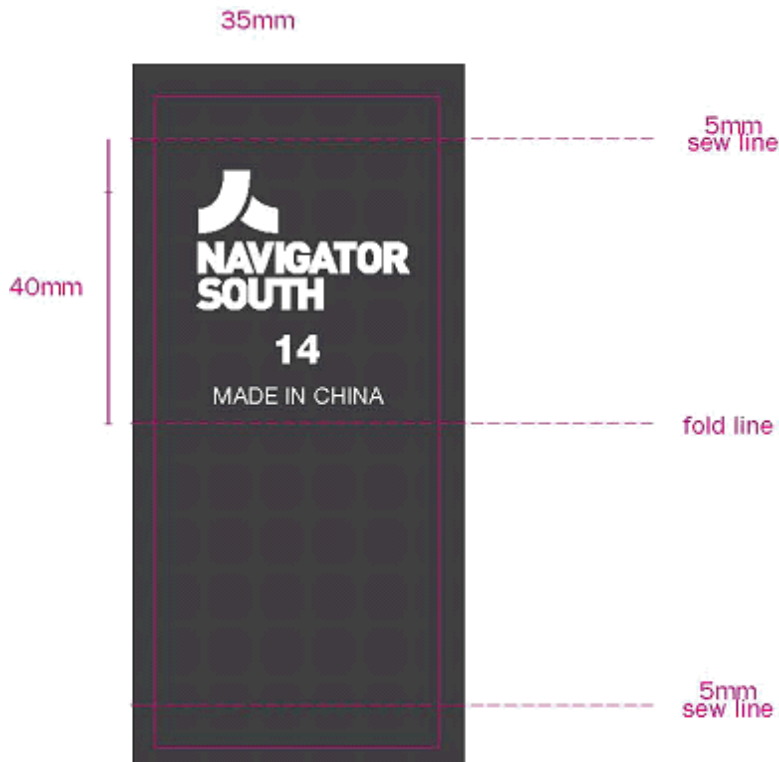 35mm
5mm
sew line
NAVIGATOR
SOUTH
40mm
14
MADE IN CHINA
fold line
5mm
sew line